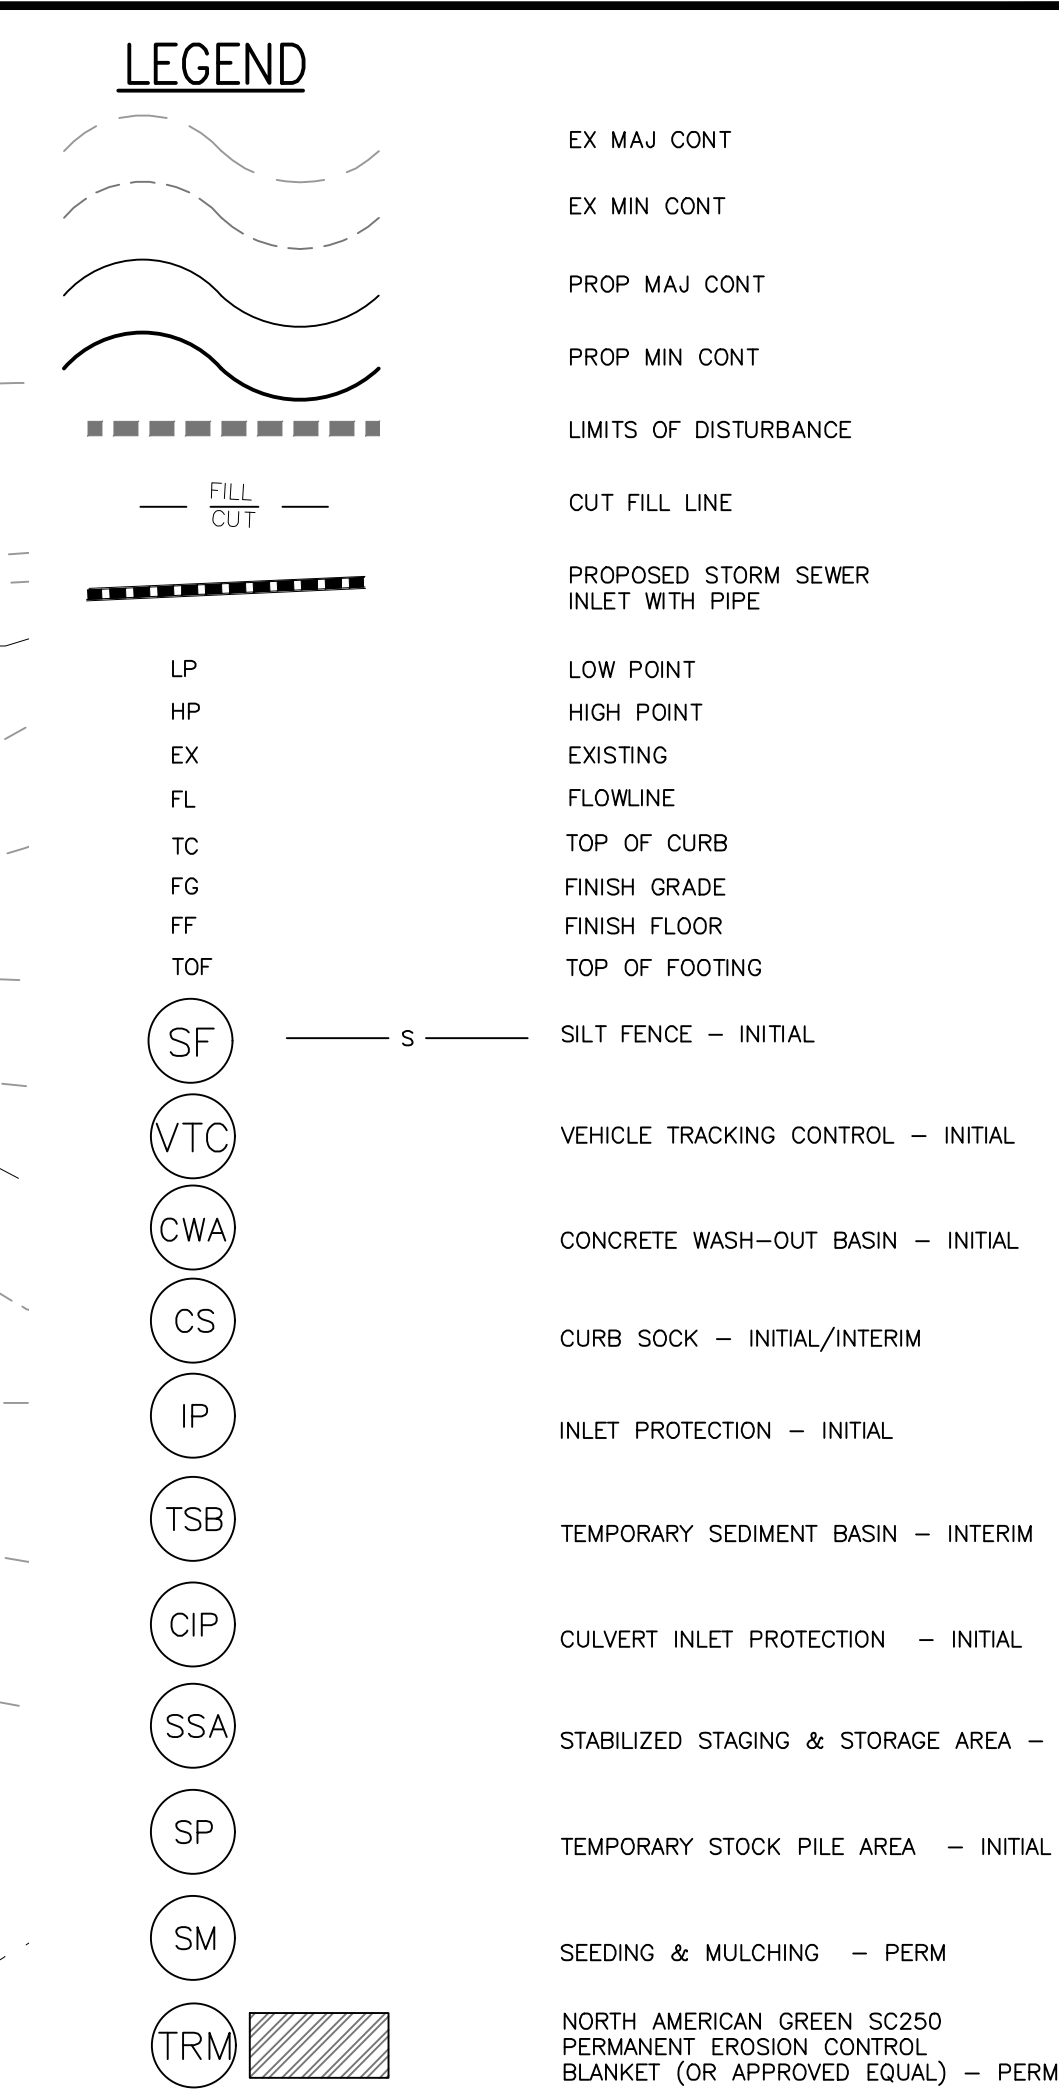 LEGEND
EX MAJ CONT
EX MIN CONT
PROP MAJ CONT
PROP MIN CONT
LIMITS OF DISTURBANCE
FILL
CUT
CUT FILL LINE
PROPOSED STORM SEWER
INLET WITH PIPE
LP LOW POINT
HP HIGH POINT
EX EXISTING
FL FLOWLINE
TC TOP OF CURB
FG FINISH GRADE
FF FINISH FLOOR
TOF TOP OF FOOTING
SF S SILT FENCE – INITIAL
VTC VEHICLE TRACKING CONTROL – INITIAL
CWA CONCRETE WASH–OUT BASIN – INITIAL
CS CURB SOCK – INITIAL/INTERIM
IP INLET PROTECTION – INITIAL
TSB TEMPORARY SEDIMENT BASIN – INTERIM
CIP CULVERT INLET PROTECTION – INITIAL
SSA STABILIZED STAGING & STORAGE AREA –
SP TEMPORARY STOCK PILE AREA – INITIAL
SM SEEDING & MULCHING – PERM
TRM NORTH AMERICAN GREEN SC250
PERMANENT EROSION CONTROL
BLANKET (OR APPROVED EQUAL) – PERM